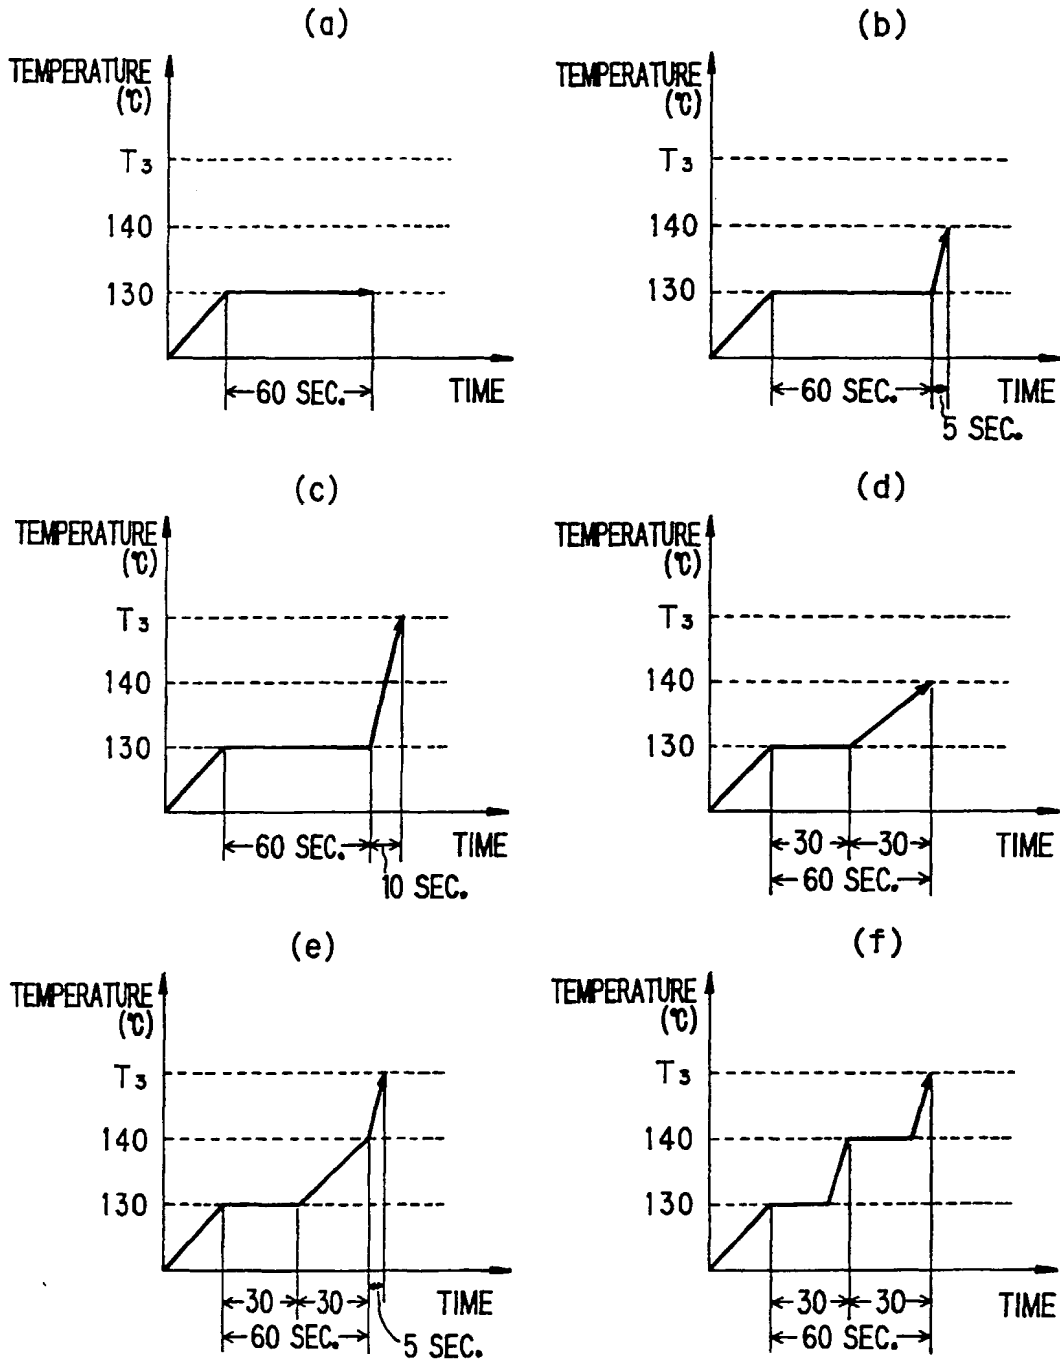 (a)
TEMPERATURE
(℃)
T3
140
130
60 SEC.
TIME
(b)
TEMPERATURE
(℃)
T3
140
130
60 SEC.
TIME
5 SEC.
(c)
TEMPERATURE
(℃)
T3
140
130
60 SEC.
TIME
10 SEC.
(d)
TEMPERATURE
(℃)
T3
140
130
30 30
TIME
60 SEC.
(e)
TEMPERATURE
(℃)
T3
140
130
30 30
TIME
60 SEC.
5 SEC.
(f)
TEMPERATURE
(℃)
T3
140
130
30 30
TIME
60 SEC.